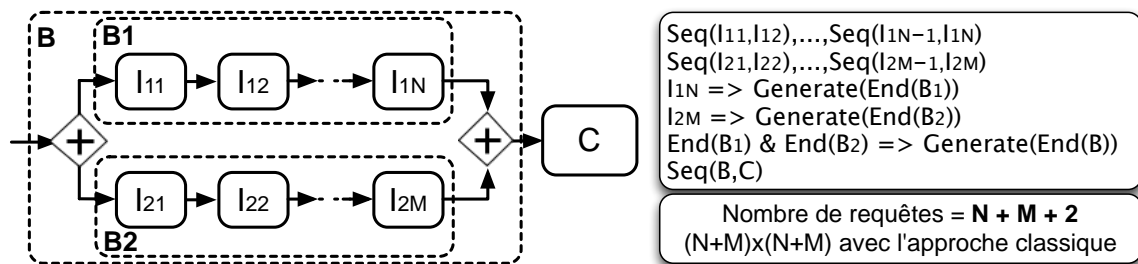 B
B1
I11
I12
I1N
+
+
C
I21
I22
I2M
B2
Seq(I11,I12),...,Seq(I1N-1,I1N)
Seq(I21,I22),...,Seq(I2M-1,I2M)
I1N => Generate(End(B1))
I2M => Generate(End(B2))
End(B1) & End(B2) => Generate(End(B))
Seq(B,C)
Nombre de requêtes = N + M + 2
(N+M)x(N+M) avec l'approche classique